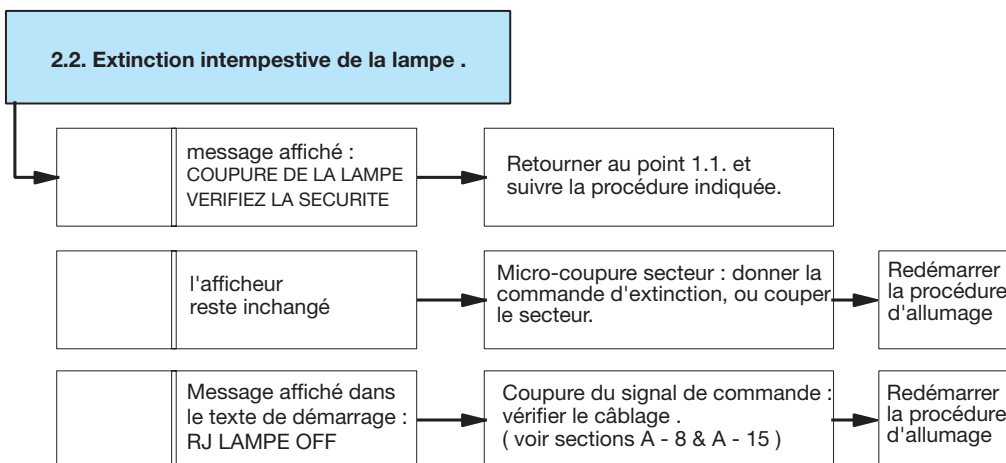 2.2. Extinction intempestive de la lampe .
message affiché :
COUPURE DE LA LAMPE
VERIFIEZ LA SECURITE
Retourner au point 1.1. et
suivre la procédure indiquée.
l'afficheur
reste inchangé
Micro-coupure secteur : donner la
commande d'extinction, ou couper
le secteur.
Redémarrer
la procédure
d'allumage
Message affiché dans
le texte de démarrage :
RJ LAMPE OFF
Coupure du signal de commande :
vérifier le câblage .
( voir sections A - 8 & A - 15 )
Redémarrer
la procédure
d'allumage